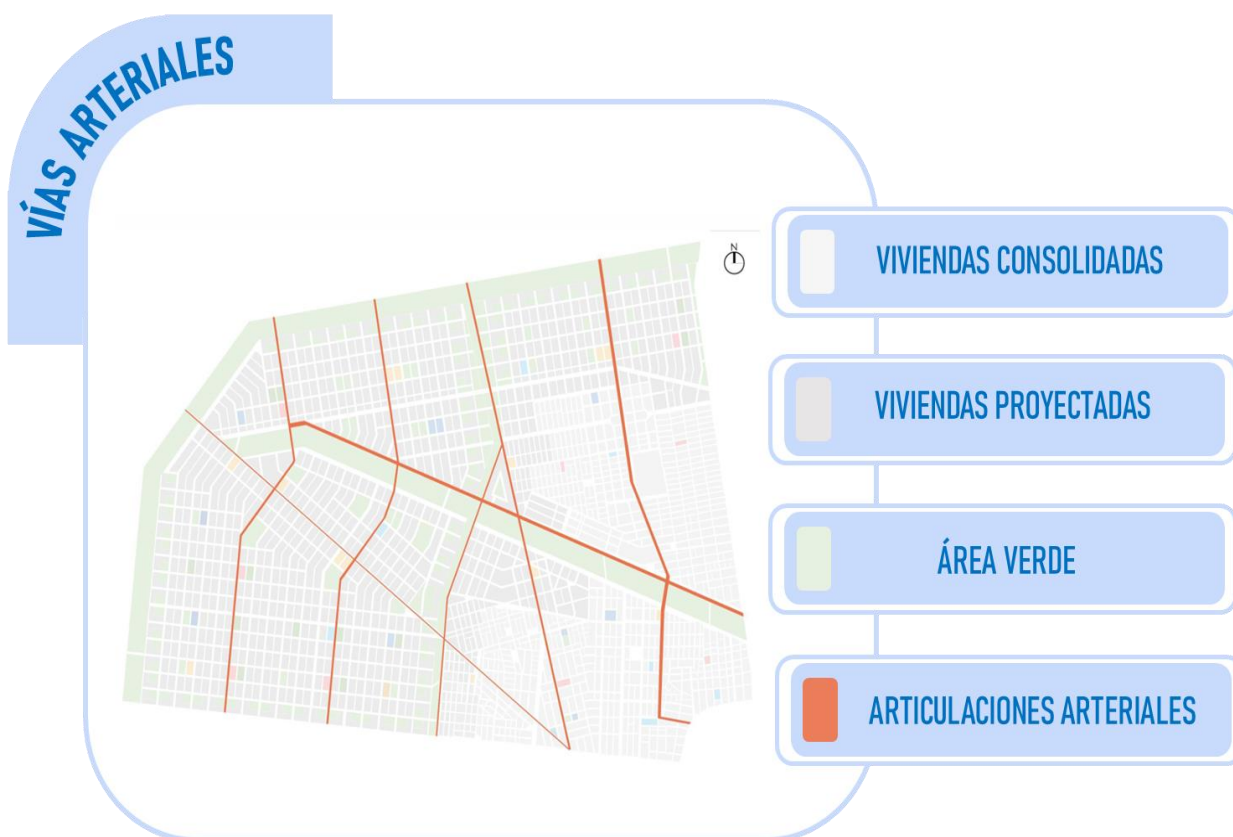 VÍAS ARTERIALES
N
VIVIENDAS CONSOLIDADAS
VIVIENDAS PROYECTADAS
ÁREA VERDE
ARTICULACIONES ARTERIALES